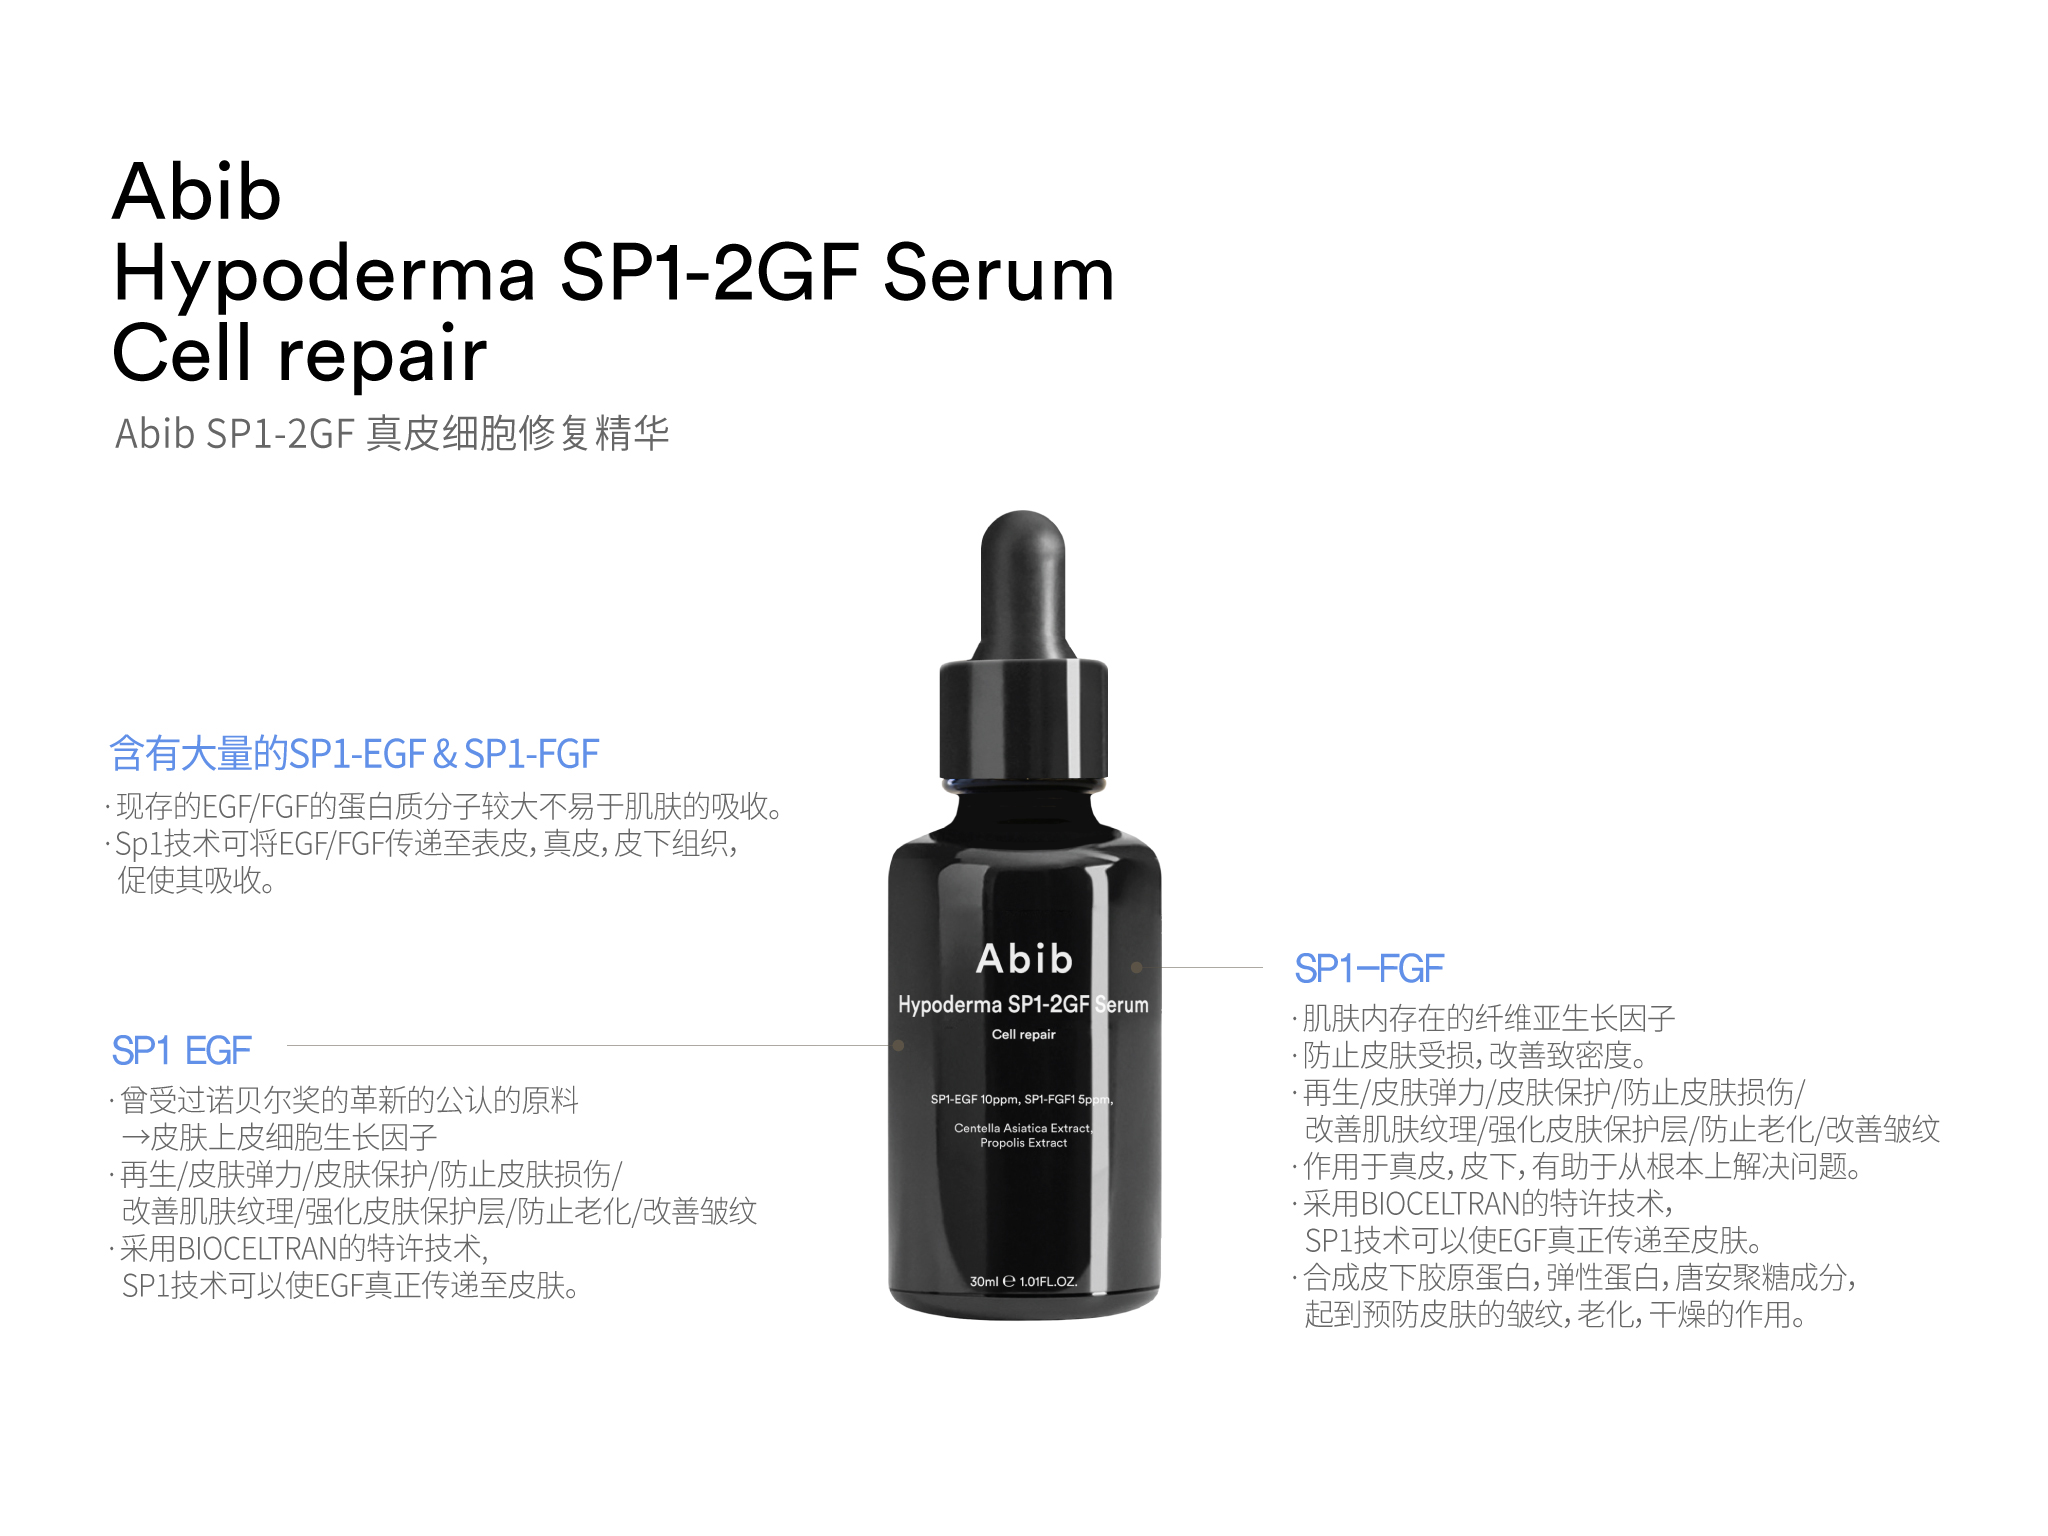 Abib
Hypoderma SP1-2GF Serum
Cell repair
Abib SP1-2GF 真皮细胞修复精华
含有大量的SP1-EGF & SP1-FGF
· 现存的EGF/FGF的蛋白质分子较大不易于肌肤的吸收。
· Sp1技术可将EGF/FGF传递至表皮, 真皮, 皮下组织,
促使其吸收。
SP1 EGF
· 曾受过诺贝尔奖的革新的公认的原料
→皮肤上皮细胞生长因子
· 再生/皮肤弹力/皮肤保护/防止皮肤损伤/
改善肌肤纹理/强化皮肤保护层/防止老化/改善皱纹
· 采用BIOCELTRAN的特许技术,
SP1技术可以使EGF真正传递至皮肤。
Abib
Hypoderma SP1-2GF Serum
Cell repair
SP1-EGF 10ppm, SP1-FGF1 5ppm,
Centella Asiatica Extract,
Propolis Extract
30ml ℮ 1.01FL.OZ.
SP1–FGF
· 肌肤内存在的纤维亚生长因子
· 防止皮肤受损, 改善致密度。
· 再生/皮肤弹力/皮肤保护/防止皮肤损伤/
改善肌肤纹理/强化皮肤保护层/防止老化/改善皱纹
· 作用于真皮, 皮下, 有助于从根本上解决问题。
· 采用BIOCELTRAN的特许技术,
SP1技术可以使EGF真正传递至皮肤。
· 合成皮下胶原蛋白, 弹性蛋白, 唐安聚糖成分,
起到预防皮肤的皱纹, 老化, 干燥的作用。